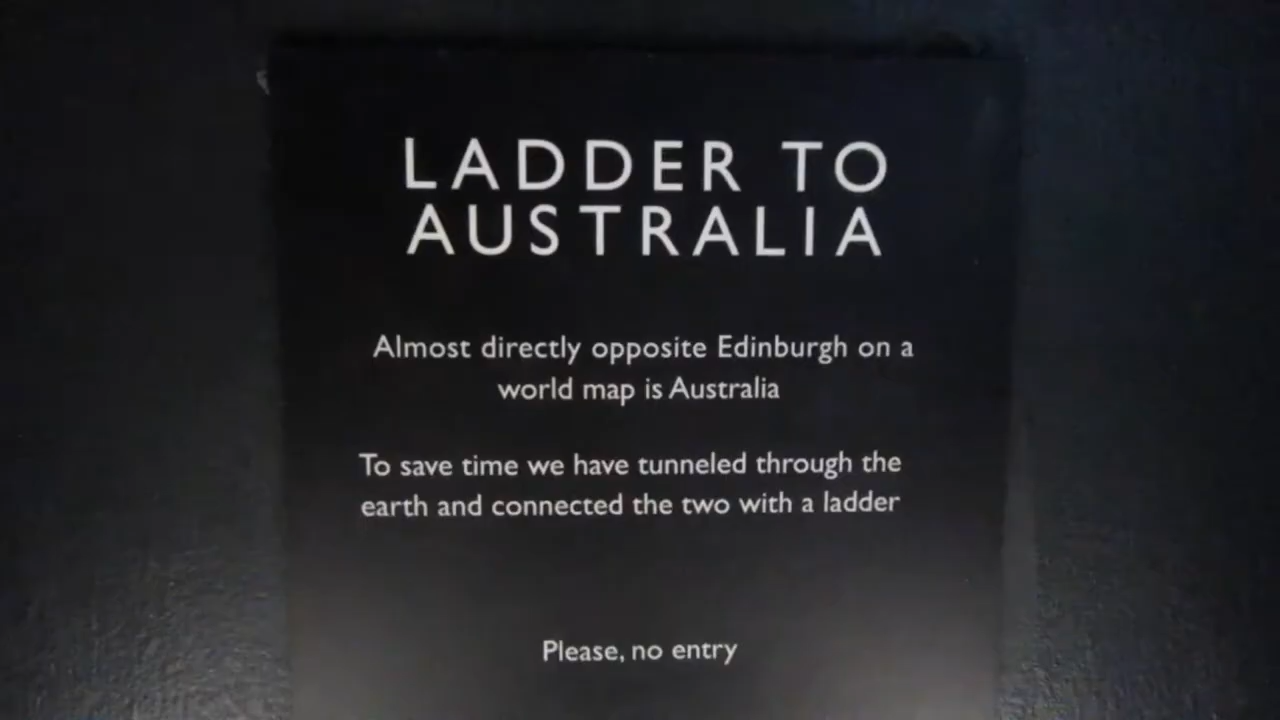 LADDER TO
AUSTRALIA
Almost directly opposite Edinburgh on a
world map is Australia
To save time we have tunneled through the
earth and connected the two with a ladder
Please, no entry